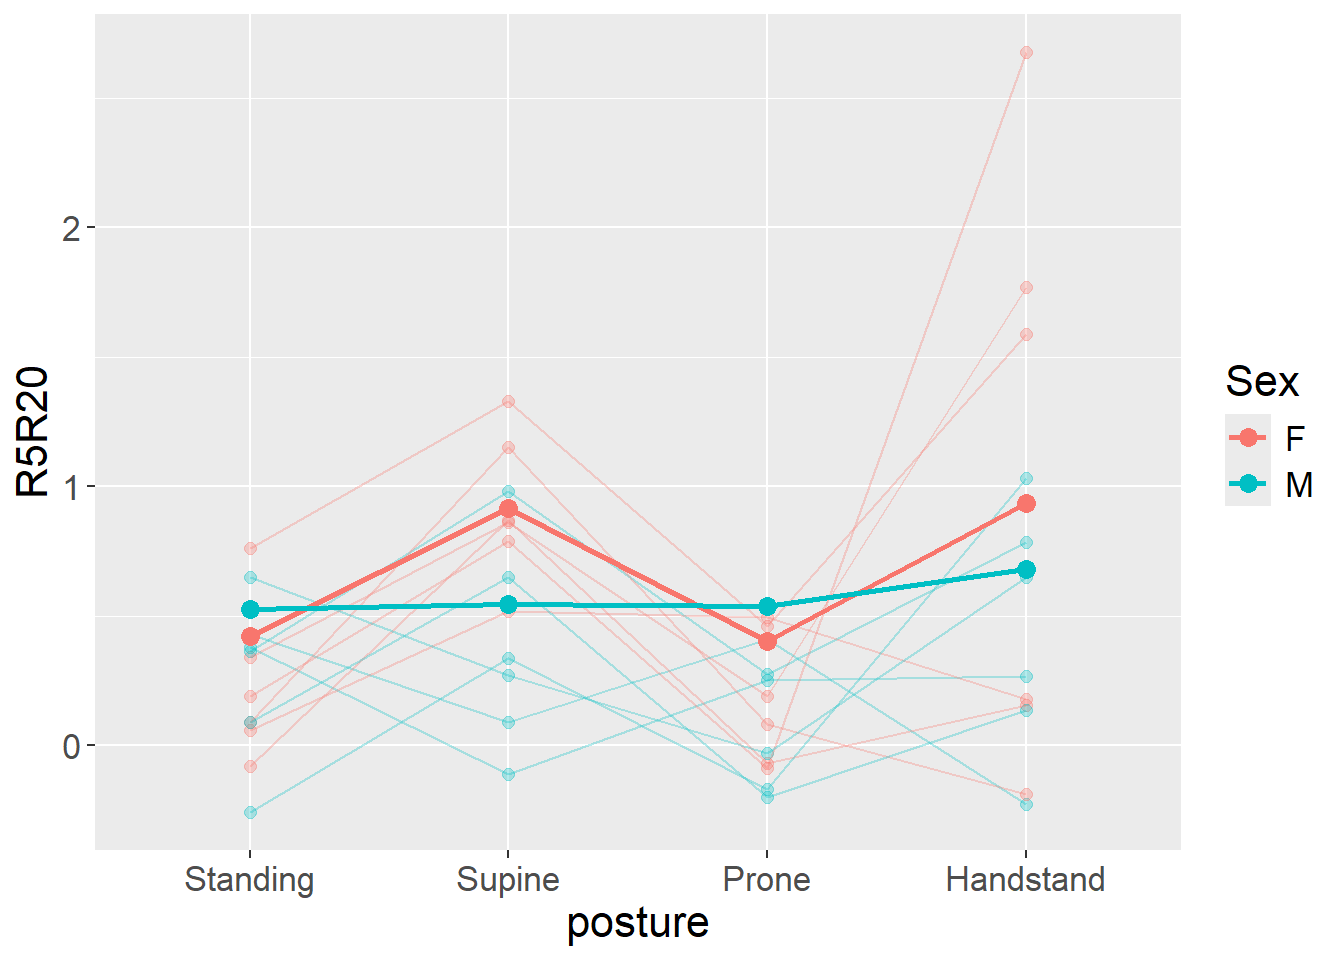 R5R20
2
1
0
Standing
Supine
Prone
Handstand
posture
Sex
F
M